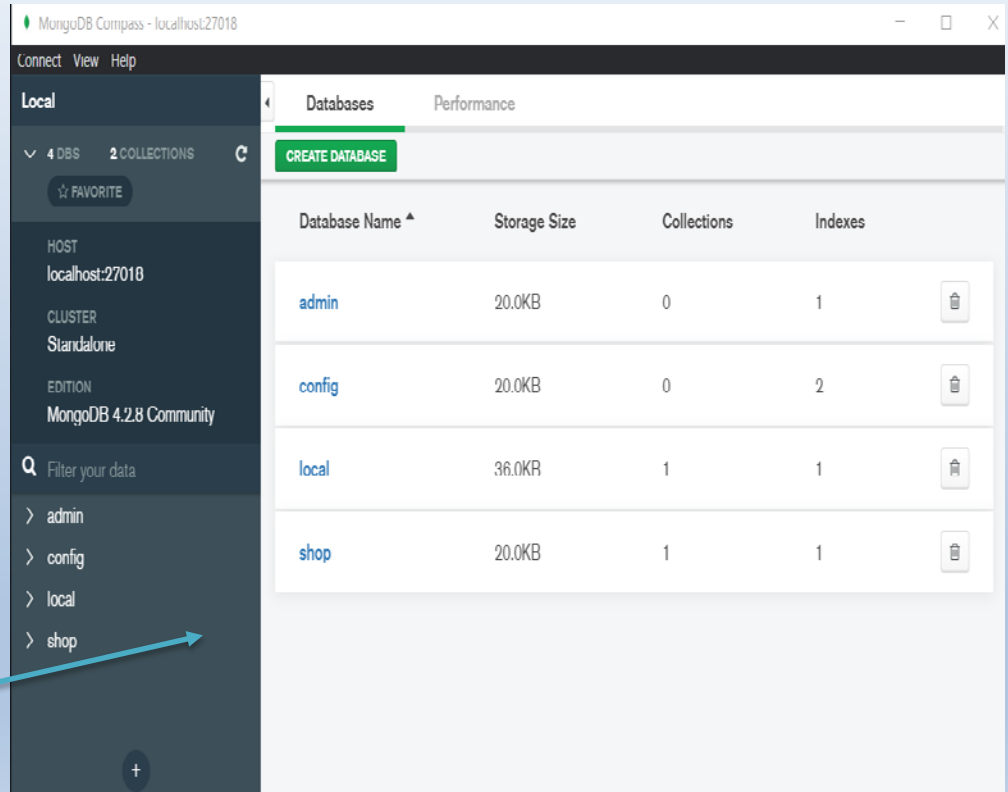 MongoDB Compass - localhost:27018
Connect View Help
Local
4 DBS 2 COLLECTIONS
☆ FAVORITE
HOST
localhost:27018
CLUSTER
Standalone
EDITION
MongoDB 4.2.8 Community
Filter your data
admin
config
local
shop
+
Databases Performance
CREATE DATABASE
Database Name Storage Size Collections Indexes
admin 20.0KB 0 1
config 20.0KB 0 2
local 36.0KB 1 1
shop 20.0KB 1 1